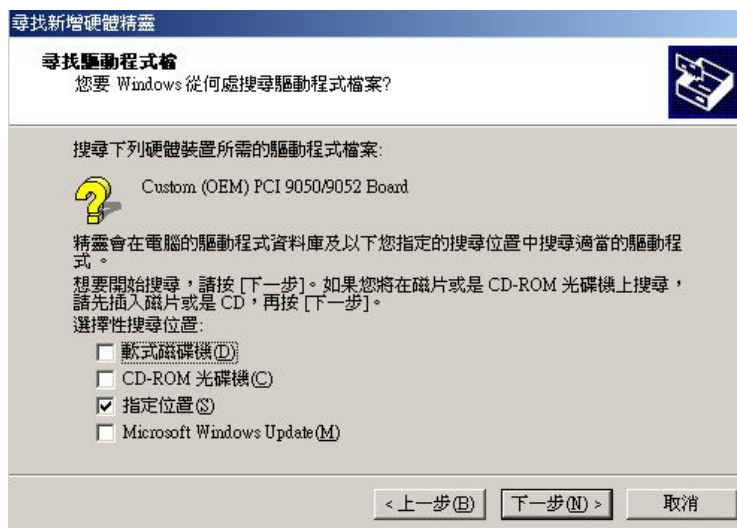 尋找新增硬體精靈
尋找驅動程式檔
您要 Windows 從何處搜尋驅動程式檔案?
搜尋下列硬體裝置所需的驅動程式檔案:
Custom (OEM) PCI 9050/9052 Board
精靈會在電腦的驅動程式資料庫及以下您指定的搜尋位置中搜尋適當的驅動程
式。
想要開始搜尋，請按 [下一步]。如果您將在磁片或是 CD-ROM 光碟機上搜尋，
請先插入磁片或是 CD，再按 [下一步]。
選擇性搜尋位置:
軟式磁碟機(D)
CD-ROM 光碟機(C)
指定位置(S)
Microsoft Windows Update(M)
<上一步(B) 下一步(N)> 取消